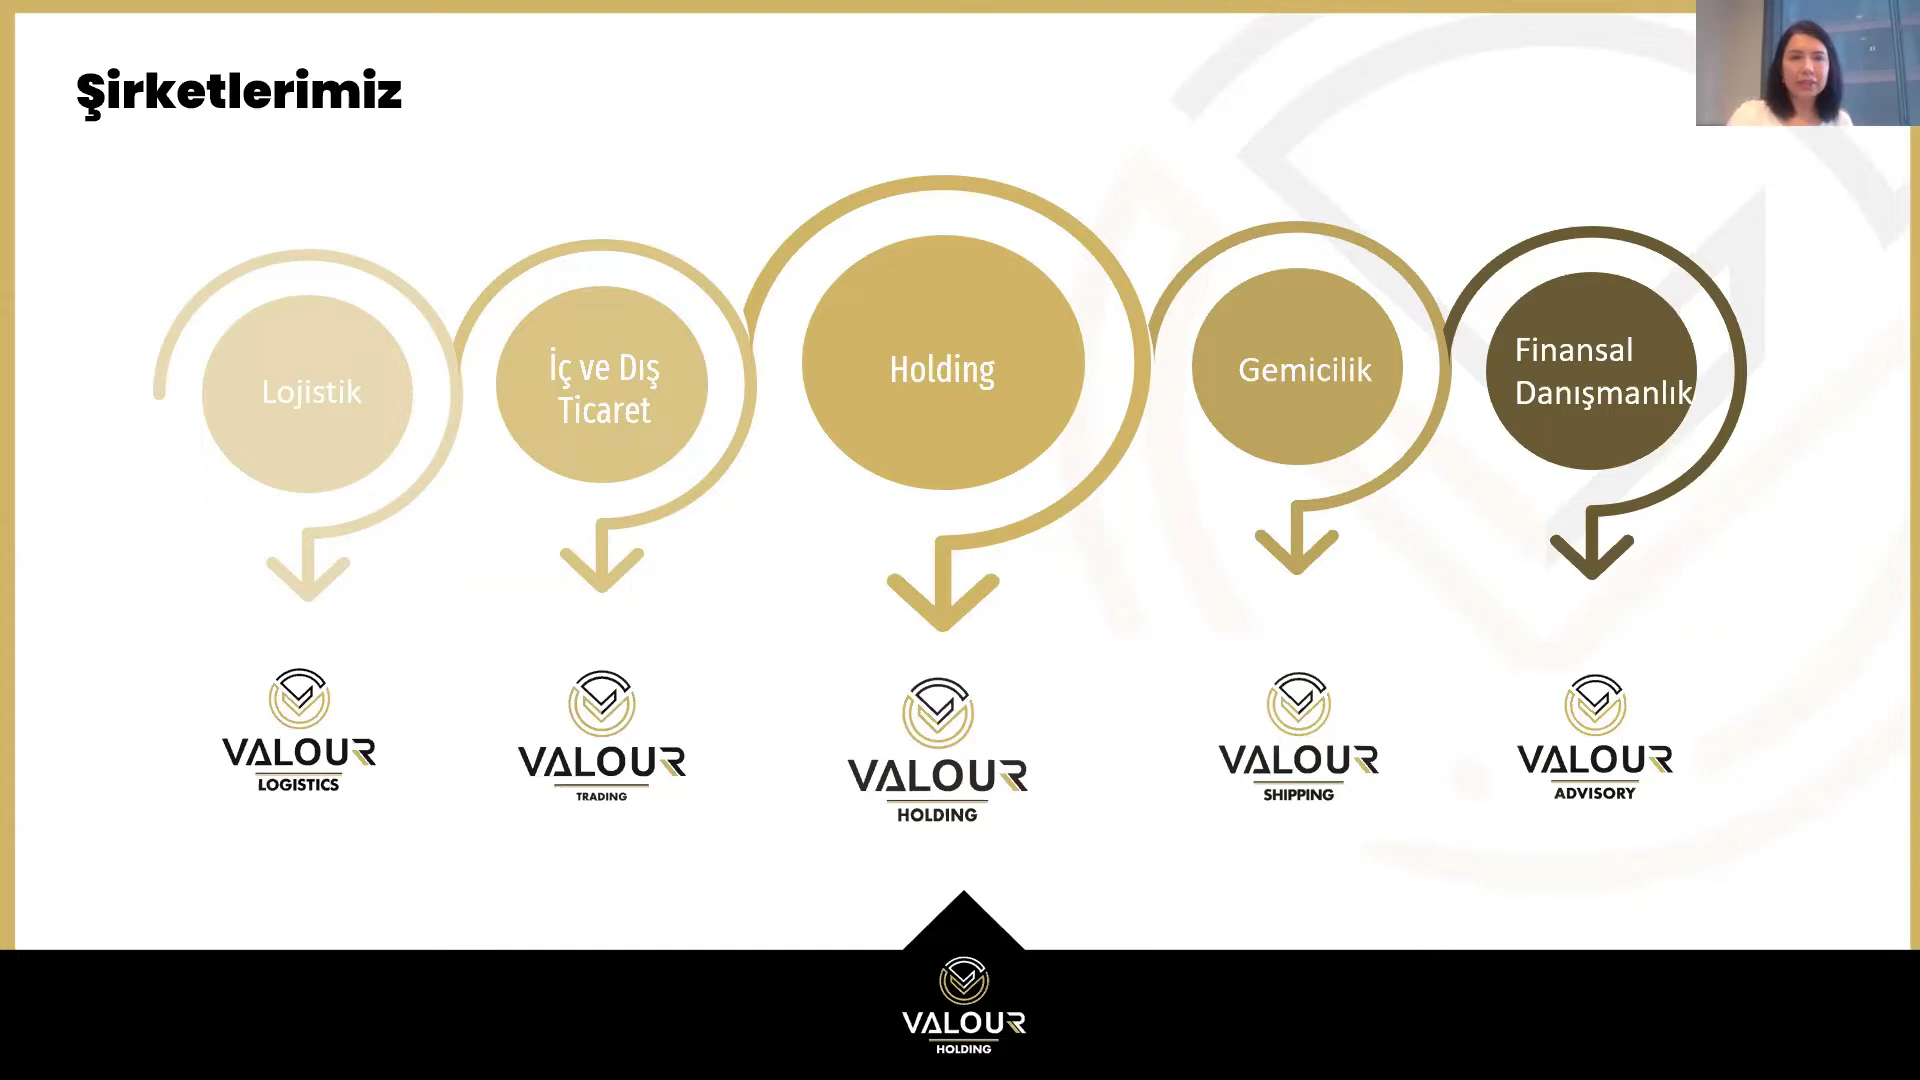 Şirketlerimiz
Lojistik
İç ve Dış
Ticaret
Holding
Gemicilik
Finansal
Danışmanlık
VALOUR
LOGISTICS
VALOUR
TRADING
VALOUR
HOLDING
VALOUR
SHIPPING
VALOUR
ADVISORY
VALOUR
HOLDING